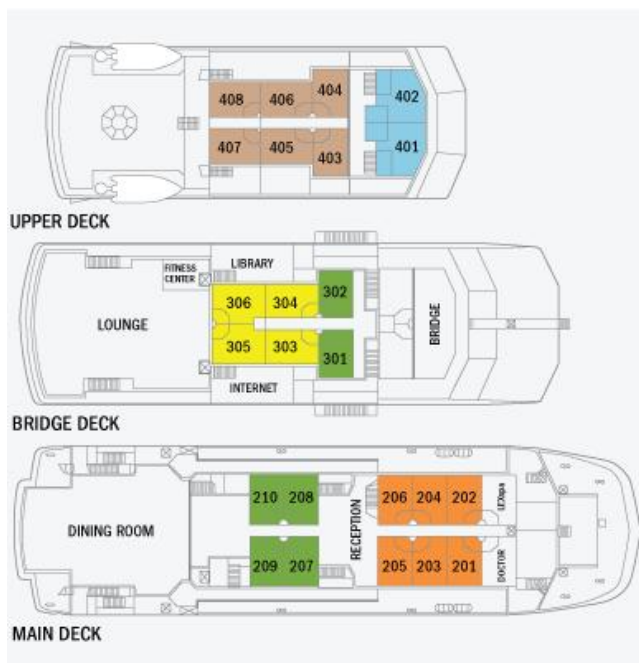 408 406 404
402
407 405 403
401
UPPER DECK
FITNESS
CENTER
LIBRARY
302
306 304
LOUNGE
BRIDGE
305 303
301
INTERNET
BRIDGE DECK
210 208
206 204 202
LEXspa
DINING ROOM
RECEPTION
209 207
205 203 201
DOCTOR
MAIN DECK